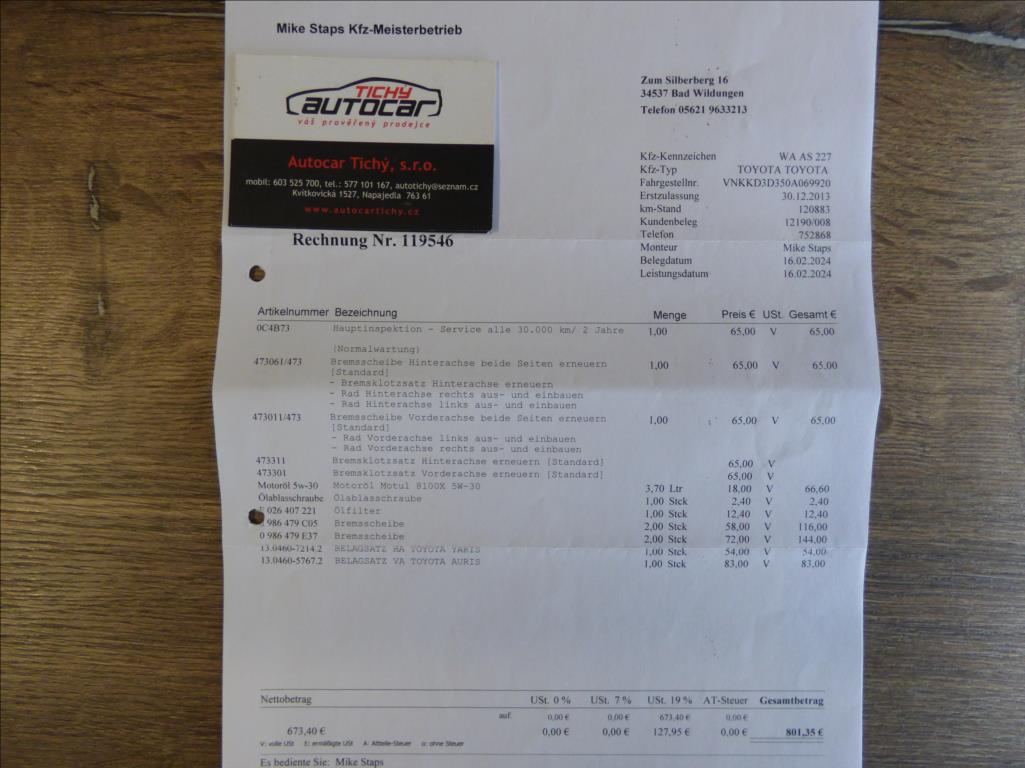 Mike Staps Kfz-Meisterbetrieb
TICHÝ
AUTOCAR
váš prověřený prodejce
Autocar Tichý, s.r.o.
mobil: 603 525 700, tel.: 577 101 167, autotichy@seznam.cz
Kvítkovická 1527, Napajedla 763 61
www.autocartichy.cz
Zum Silberberg 16
34537 Bad Wildungen
Telefon 05621 9633213
Kfz-Kennzeichen WA AS 227
Kfz-Typ TOYOTA TOYOTA
Fahrgestellnr. VNKKD3D350A069920
Erstzulassung 30.12.2013
km-Stand 120883
Kundenbeleg 12190/008
Telefon 752868
Monteur Mike Staps
Belegdatum 16.02.2024
Leistungsdatum 16.02.2024
Rechnung Nr. 119546
Artikelnummer Bezeichnung Menge Preis € USt. Gesamt €
0C4B73 Hauptinspektion - Service alle 30.000 km/ 2 Jahre 1,00 65,00 V 65,00
(Normalwartung)
473061/473 Bremsscheibe Hinterachse beide Seiten erneuern 1,00 65,00 V 65,00
[Standard]
- Bremsklotzsatz Hinterachse erneuern
- Rad Hinterachse rechts aus- und einbauen
- Rad Hinterachse links aus- und einbauen
473011/473 Bremsscheibe Vorderachse beide Seiten erneuern 1,00 65,00 V 65,00
[Standard]
- Rad Vorderachse links aus- und einbauen
- Rad Vorderachse rechts aus- und einbauen
473311 Bremsklotzsatz Hinterachse erneuern [Standard] 65,00 V
473301 Bremsklotzsatz Vorderachse erneuern [Standard] 65,00 V
Motoröl 5w-30 Motoröl Motul 8100X 5W-30 3,70 Ltr 18,00 V 66,60
Ölablasschraube Ölablasschraube 1,00 Stck 2,40 V 2,40
026 407 221 Ölfilter 1,00 Stck 12,40 V 12,40
986 479 C05 Bremsscheibe 2,00 Stck 58,00 V 116,00
0 986 479 E37 Bremsscheibe 2,00 Stck 72,00 V 144,00
13.0460-7214.2 BELAGSATZ HA TOYOTA YARIS 1,00 Stck 54,00 V 54,00
13.0460-5767.2 BELAGSATZ VA TOYOTA AURIS 1,00 Stck 83,00 V 83,00
Nettobetrag USt. 0 % USt. 7 % USt. 19 % AT-Steuer Gesamtbetrag
auf 0,00 € 0,00 € 673,40 € 0,00 €
673,40 € 0,00 € 0,00 € 127,95 € 0,00 € 801,35 €
V: volle USt E: ermäßigte USt A: Altteile-Steuer o: ohne Steuer
Es bediente Sie: Mike Staps